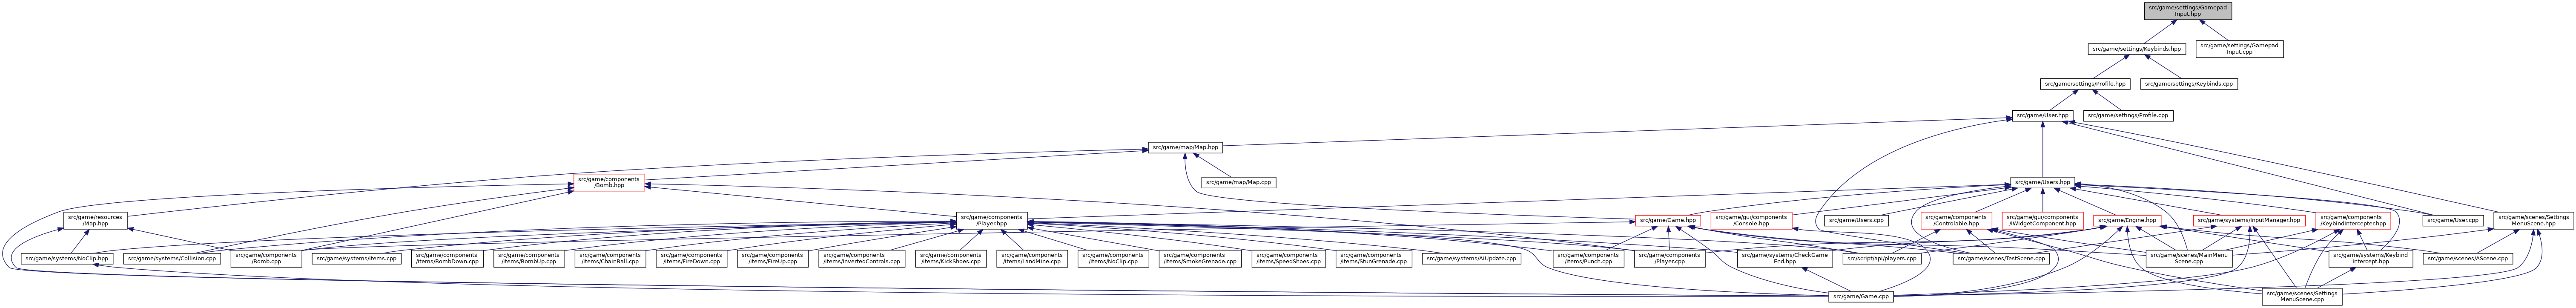 src/game/settings/Gamepad
Input.hpp
src/game/settings/Keybinds.hpp
src/game/settings/Gamepad
Input.cpp
src/game/settings/Profile.hpp
src/game/settings/Keybinds.cpp
src/game/User.hpp
src/game/settings/Profile.cpp
src/game/map/Map.hpp
src/game/components
/Bomb.hpp
src/game/map/Map.cpp
src/game/Users.hpp
src/game/resources
/Map.hpp
src/game/components
/Player.hpp
src/game/Game.hpp
src/game/gui/components
/Console.hpp
src/game/Users.cpp
src/game/components
/Controlable.hpp
src/game/gui/components
/IWidgetComponent.hpp
src/game/Engine.hpp
src/game/systems/InputManager.hpp
src/game/components
/KeybindIntercepter.hpp
src/game/User.cpp
src/game/scenes/Settings
MenuScene.hpp
src/game/systems/NoClip.hpp
src/game/systems/Collision.cpp
src/game/components
/Bomb.cpp
src/game/systems/Items.cpp
src/game/components
/items/BombDown.cpp
src/game/components
/items/BombUp.cpp
src/game/components
/items/ChainBall.cpp
src/game/components
/items/FireDown.cpp
src/game/components
/items/FireUp.cpp
src/game/components
/items/InvertedControls.cpp
src/game/components
/items/KickShoes.cpp
src/game/components
/items/LandMine.cpp
src/game/components
/items/NoClip.cpp
src/game/components
/items/SmokeGrenade.cpp
src/game/components
/items/SpeedShoes.cpp
src/game/components
/items/StunGrenade.cpp
src/game/systems/AiUpdate.cpp
src/game/components
/items/Punch.cpp
src/game/components
/Player.cpp
src/game/systems/CheckGame
End.hpp
src/script/api/players.cpp
src/game/scenes/TestScene.cpp
src/game/scenes/MainMenu
Scene.cpp
src/game/systems/Keybind
Intercept.hpp
src/game/scenes/AScene.cpp
src/game/Game.cpp
src/game/scenes/Settings
MenuScene.cpp